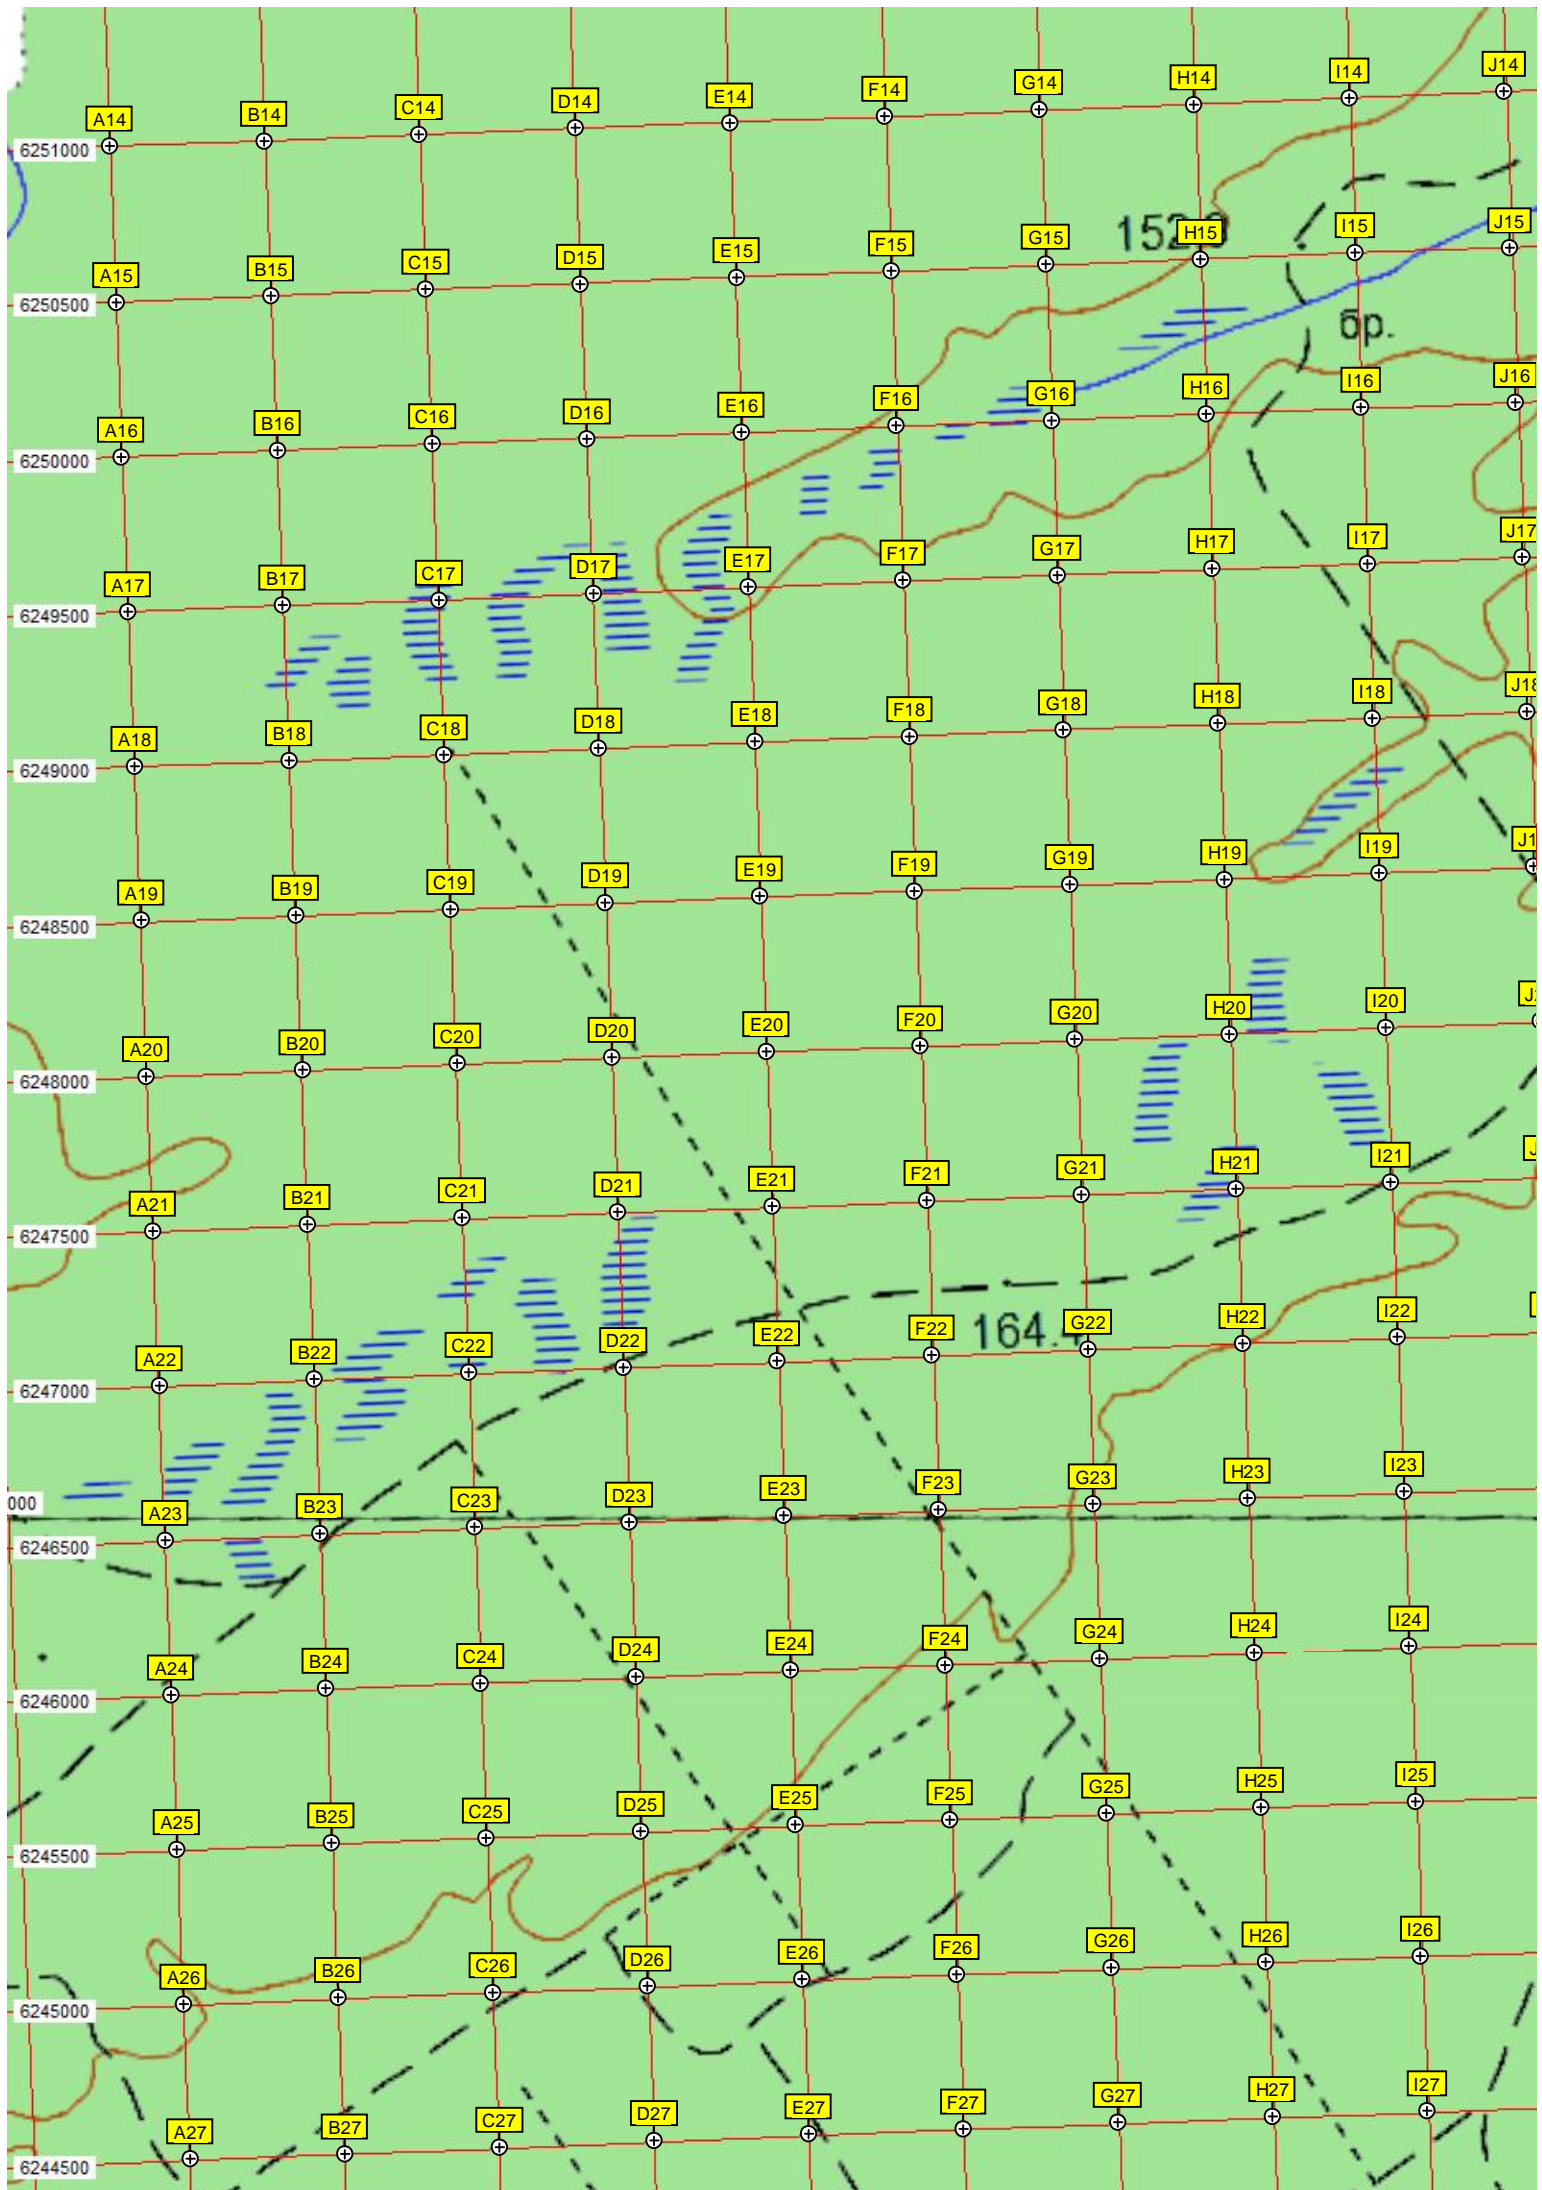 A14 B14 C14 D14 E14 F14 G14 H14 I14 J14
6251000
152.
A15 B15 C15 D15 E15 F15 G15 H15 I15 J15
6250500
бр.
A16 B16 C16 D16 E16 F16 G16 H16 I16 J16
6250000
A17 B17 C17 D17 E17 F17 G17 H17 I17 J17
6249500
A18 B18 C18 D18 E18 F18 G18 H18 I18 J18
6249000
A19 B19 C19 D19 E19 F19 G19 H19 I19 J1
6248500
A20 B20 C20 D20 E20 F20 G20 H20 I20 J
6248000
A21 B21 C21 D21 E21 F21 G21 H21 I21 J
6247500
A22 B22 C22 D22 E22 F22 164. G22 H22 I22
6247000
A23 B23 C23 D23 E23 F23 G23 H23 I23
000
6246500
A24 B24 C24 D24 E24 F24 G24 H24 I24
6246000
A25 B25 C25 D25 E25 F25 G25 H25 I25
6245500
A26 B26 C26 D26 E26 F26 G26 H26 I26
6245000
A27 B27 C27 D27 E27 F27 G27 H27 I27
6244500